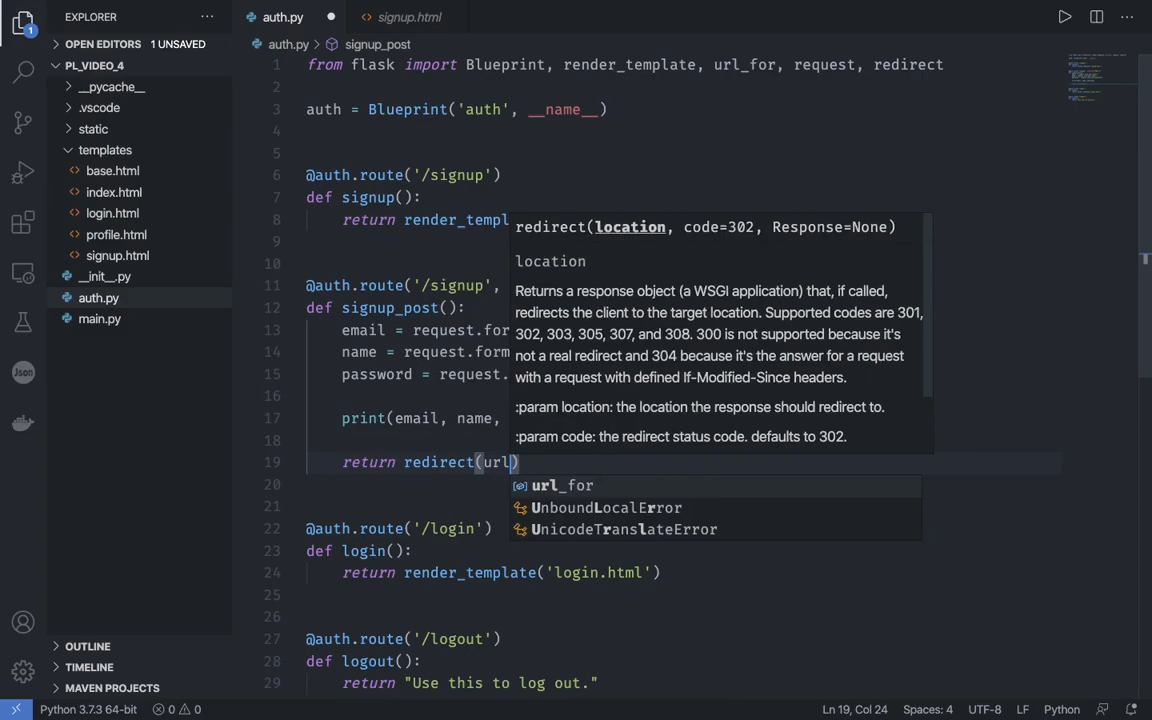 EXPLORER ···
OPEN EDITORS 1 UNSAVED
PL_VIDEO_4
__pycache__
.vscode
static
templates
<> base.html
<> index.html
<> login.html
<> profile.html
<> signup.html
__init__.py
auth.py
main.py
OUTLINE
TIMELINE
MAVEN PROJECTS
1
Json
auth.py ● <> signup.html
auth.py > signup_post
1 from flask import Blueprint, render_template, url_for, request, redirect
2
3 auth = Blueprint('auth', __name__)
4
5
6 @auth.route('/signup')
7 def signup():
8 return render_templ
9
10
11 @auth.route('/signup',
12 def signup_post():
13 email = request.for
14 name = request.form
15 password = request.
16
17 print(email, name,
18
19 return redirect(url)
20
21
22 @auth.route('/login')
23 def login():
24 return render_template('login.html')
25
26
27 @auth.route('/logout')
28 def logout():
29 return "Use this to log out."
redirect(location, code=302, Response=None)
location
Returns a response object (a WSGI application) that, if called,
redirects the client to the target location. Supported codes are 301,
302, 303, 305, 307, and 308. 300 is not supported because it's
not a real redirect and 304 because it's the answer for a request
with a request with defined If-Modified-Since headers.
:param location: the location the response should redirect to.
:param code: the redirect status code. defaults to 302.
url_for
UnboundLocalError
UnicodeTranslateError
Python 3.7.3 64-bit 0 0 Ln 19, Col 24 Spaces: 4 UTF-8 LF Python